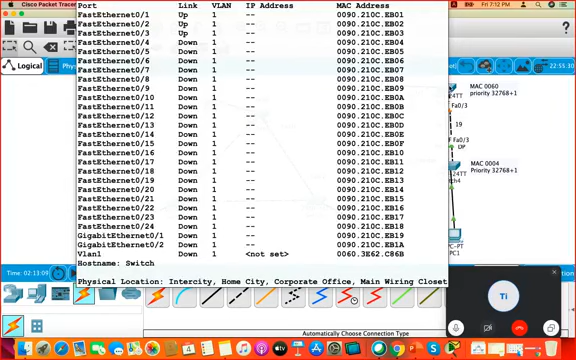 Cisco Packet Tracer
Fri 7:12 PM
Port Link VLAN IP Address MAC Address
FastEthernet0/1 Up 1 -- 0090.210C.EB01
FastEthernet0/2 Up 1 -- 0090.210C.EB02
FastEthernet0/3 Up 1 -- 0090.210C.EB03
FastEthernet0/4 Down 1 -- 0090.210C.EB04
FastEthernet0/5 Down 1 -- 0090.210C.EB05
FastEthernet0/6 Down 1 -- 0090.210C.EB06
FastEthernet0/7 Down 1 -- 0090.210C.EB07
FastEthernet0/8 Down 1 -- 0090.210C.EB08
FastEthernet0/9 Down 1 -- 0090.210C.EB09
FastEthernet0/10 Down 1 -- 0090.210C.EB0A
FastEthernet0/11 Down 1 -- 0090.210C.EB0B
FastEthernet0/12 Down 1 -- 0090.210C.EB0C
FastEthernet0/13 Down 1 -- 0090.210C.EB0D
FastEthernet0/14 Down 1 -- 0090.210C.EB0E
FastEthernet0/15 Down 1 -- 0090.210C.EB0F
FastEthernet0/16 Down 1 -- 0090.210C.EB10
FastEthernet0/17 Down 1 -- 0090.210C.EB11
FastEthernet0/18 Down 1 -- 0090.210C.EB12
FastEthernet0/19 Down 1 -- 0090.210C.EB13
FastEthernet0/20 Down 1 -- 0090.210C.EB14
FastEthernet0/21 Down 1 -- 0090.210C.EB15
FastEthernet0/22 Down 1 -- 0090.210C.EB16
FastEthernet0/23 Down 1 -- 0090.210C.EB17
FastEthernet0/24 Down 1 -- 0090.210C.EB18
GigabitEthernet0/1 Down 1 -- 0090.210C.EB19
GigabitEthernet0/2 Down 1 -- 0090.210C.EB1A
Vlan1 Down 1 <not set> 0060.3E62.C86B
Hostname: Switch
Physical Location: Intercity, Home City, Corporate Office, Main Wiring Closet
Logical
22:55:30
MAC 0060
priority 32768+1
24TT
Fa0/3
19
Fa0/3
DP
MAC 0004
priority 32768+1
24TT
PC-PT
PC1
Time: 02:13:09
Ti
Automatically Choose Connection Type